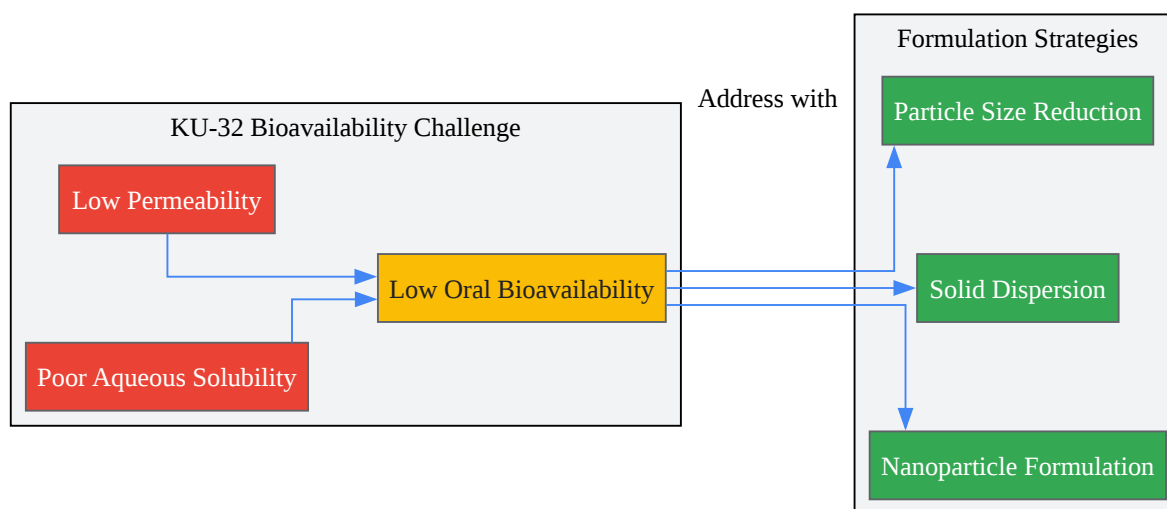 KU-32 Bioavailability Challenge
Low Permeability
Poor Aqueous Solubility
Low Oral Bioavailability
Address with
Formulation Strategies
Particle Size Reduction
Solid Dispersion
Nanoparticle Formulation